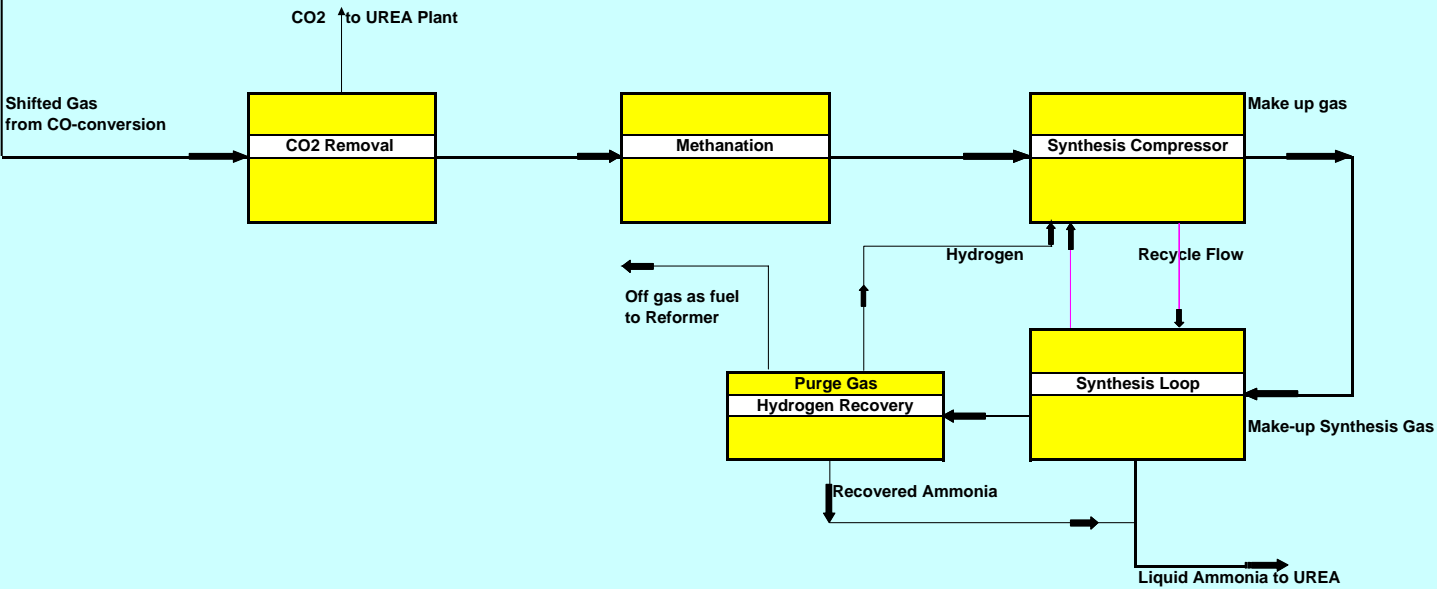 CO2 to UREA Plant
Shifted Gas
from CO-conversion
CO2 Removal
Methanation
Synthesis Compressor
Make up gas
Hydrogen
Recycle Flow
Off gas as fuel
to Reformer
Purge Gas
Hydrogen Recovery
Synthesis Loop
Make-up Synthesis Gas
Recovered Ammonia
Liquid Ammonia to UREA